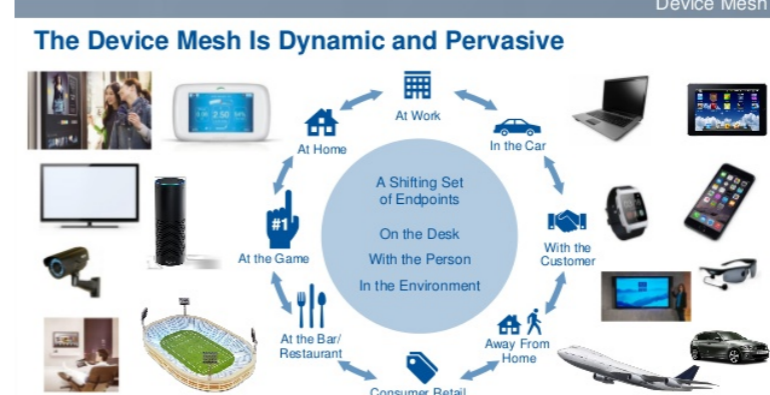 Device Mesh
The Device Mesh Is Dynamic and Pervasive
At Work
At Home
In the Car
A Shifting Set
of Endpoints
On the Desk
With the Person
In the Environment
#1
At the Game
With the
Customer
At the Bar/
Restaurant
Away From
Home
Consumer Retail
2:50